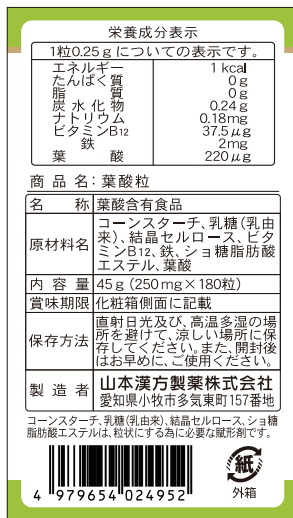 栄養成分表示
1粒0.25gについての表示です。
エネルギー 1kcal
たんぱく質 0g
脂質 0g
炭水化物 0.24g
ナトリウム 0.18mg
ビタミンB12 37.5μg
鉄 2mg
葉酸 220μg
商品名:葉酸粒
名称 葉酸含有食品
原材料名 コーンスターチ、乳糖(乳由
来)、結晶セルロース、ビタ
ミンB12、鉄、ショ糖脂肪酸
エステル、葉酸
内容量 45g(250mg×180粒)
賞味期限 化粧箱側面に記載
保存方法 直射日光及び、高温多湿の場
所を避けて、涼しい場所に保
存してください。また、開封後
はお早めに、ご使用ください。
製造者 山本漢方製薬株式会社
愛知県小牧市多気東町157番地
コーンスターチ、乳糖(乳由来)、結晶セルロース、ショ糖
脂肪酸エステルは、粒状にする為に必要な賦形剤です。
4 979654 024952
紙
外箱